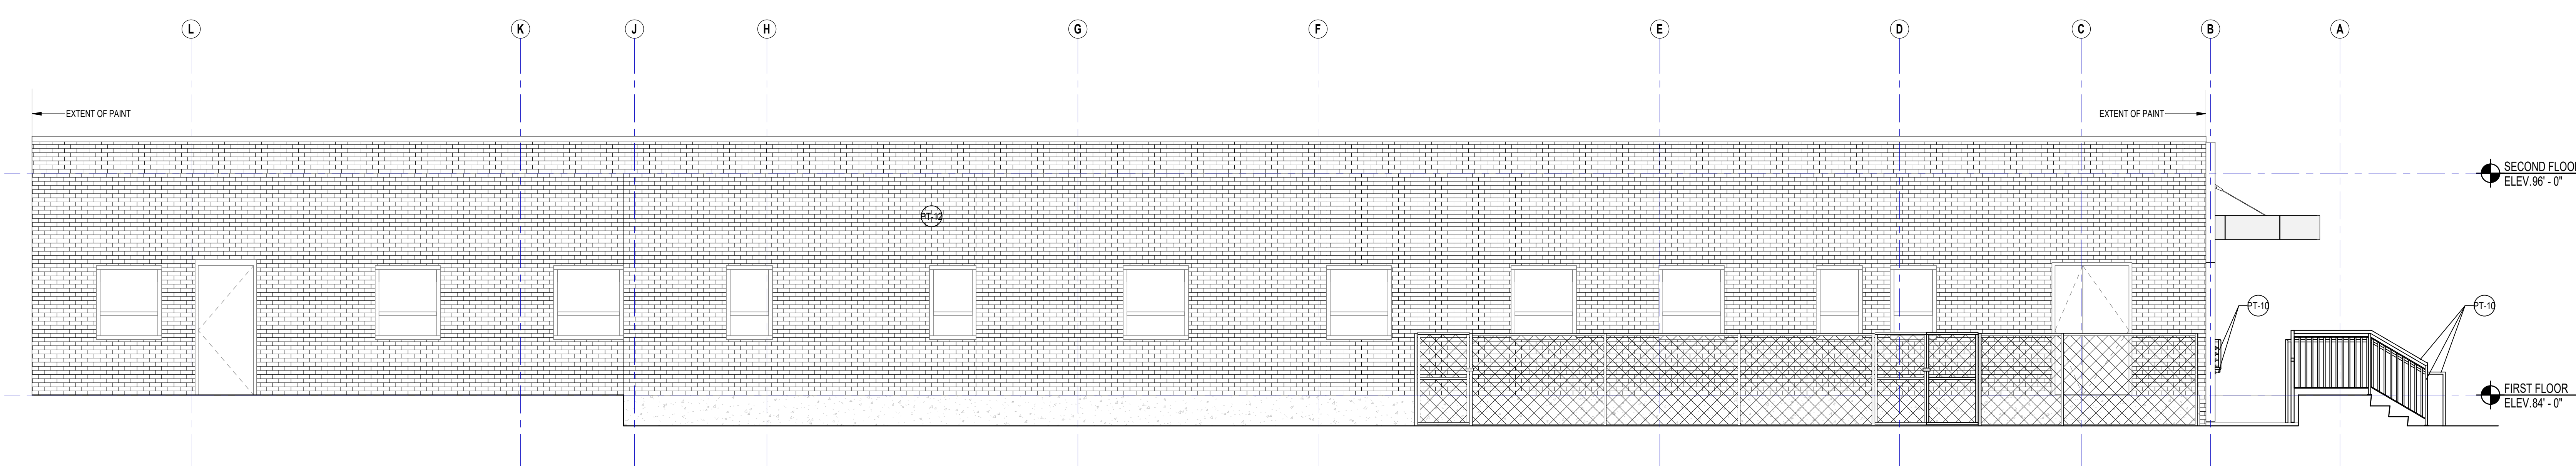 L K J H G F E D C B A
EXTENT OF PAINT
EXTENT OF PAINT
SECOND FLOOR
ELEV.96' - 0"
PT-12
PT-10
PT-10
FIRST FLOOR
ELEV.84' - 0"